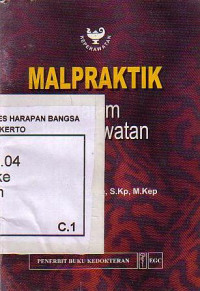 KEPERAWATAN
MALPRAKTIK
m
watan
ES HARAPAN BANGSA
KERTO
.04
ke
n
C.1
, S.Kp, M.Kep
PENERBIT BUKU KEDOKTERAN
EGC